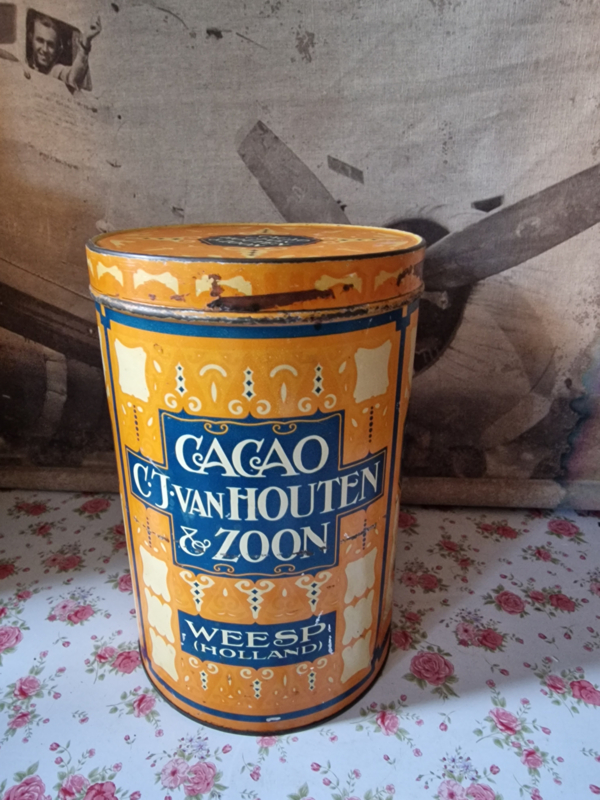 CACAO
C.J. VAN HOUTEN
& ZOON
WEESP
(HOLLAND)